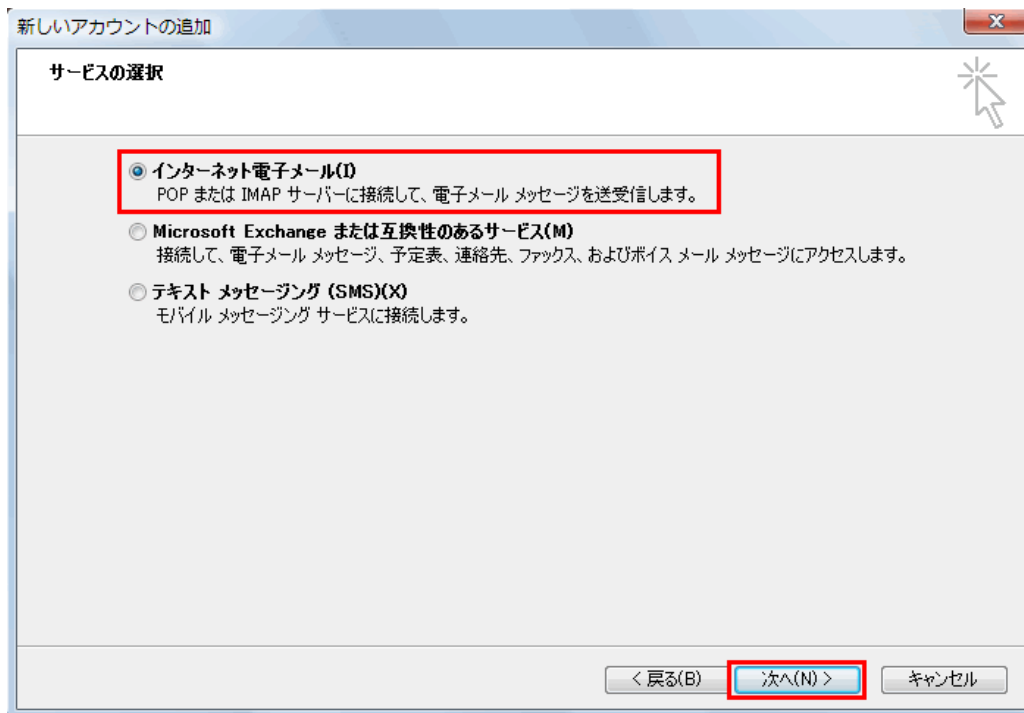 新しいアカウントの追加
サービスの選択
インターネット電子メール(I)
POP または IMAP サーバーに接続して、電子メール メッセージを送受信します。
Microsoft Exchange または互換性のあるサービス(M)
接続して、電子メール メッセージ、予定表、連絡先、ファックス、およびボイス メール メッセージにアクセスします。
テキスト メッセージング (SMS)(X)
モバイル メッセージング サービスに接続します。
< 戻る(B) 次へ(N) > キャンセル